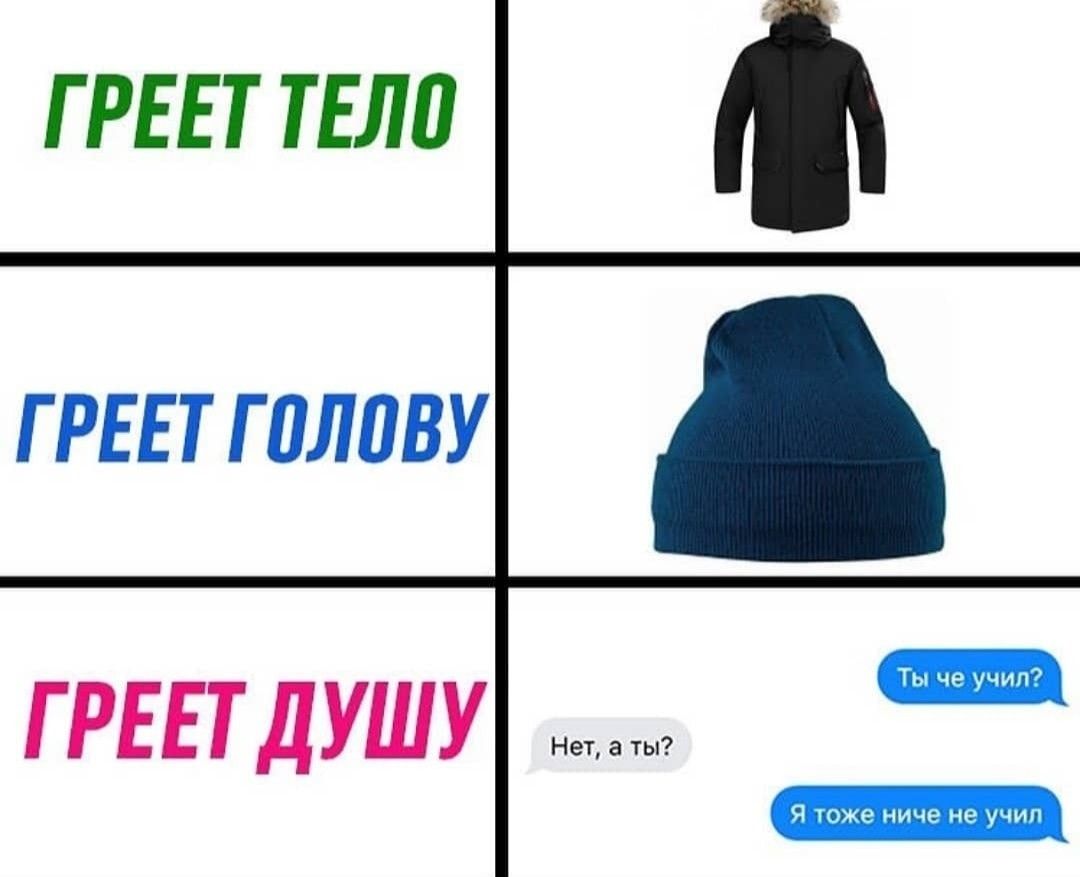 ГРЕЕТ ТЕЛО
ГРЕЕТ ГОЛОВУ
ГРЕЕТ ДУШУ
Ты че учил?
Нет, а ты?
Я тоже ниче не учил